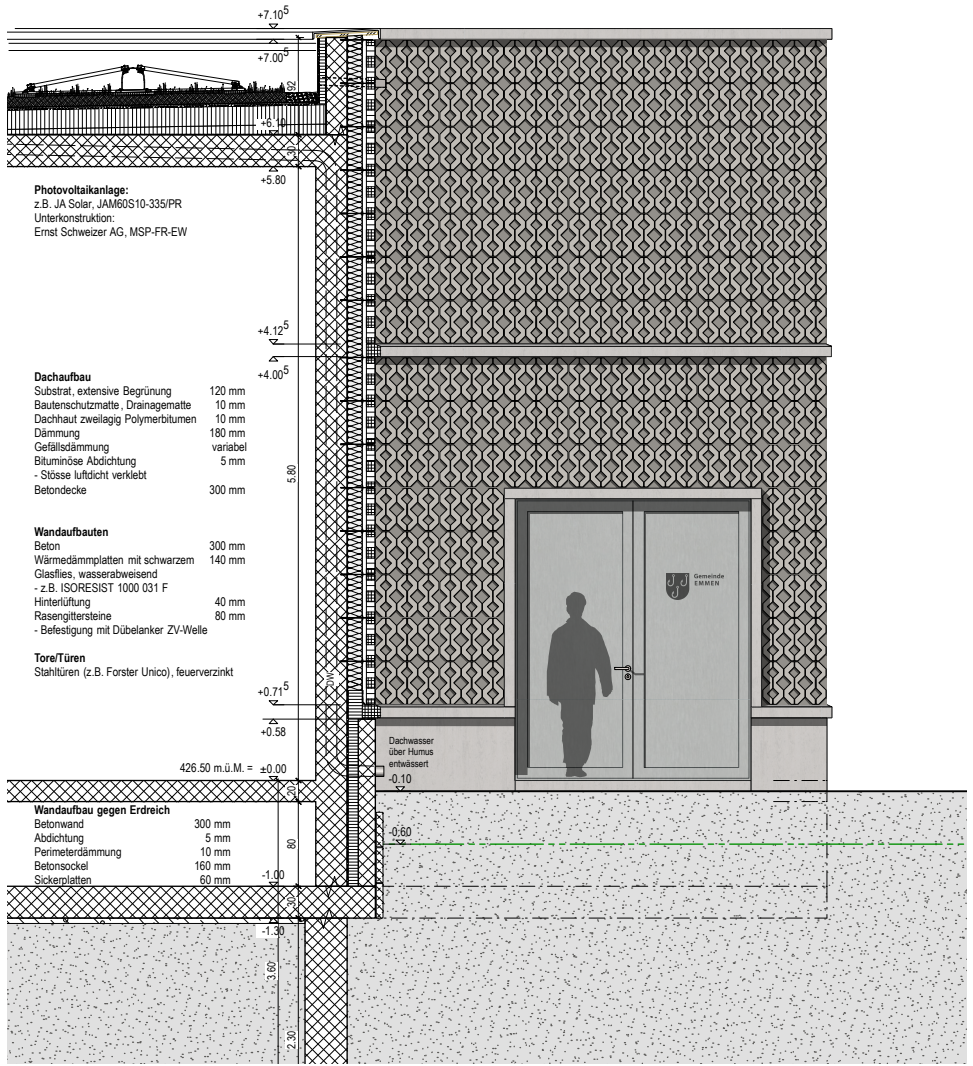 +7.10⁵
+7.00⁵
92
+6.10
30
+5.80
Photovoltaikanlage:
z.B. JA Solar, JAM60S10-335/PR
Unterkonstruktion:
Ernst Schweizer AG, MSP-FR-EW
+4.12⁵
+4.00⁵
Dachaufbau
Substrat, extensive Begrünung 120 mm
Bautenschutzmatte, Drainagematte 10 mm
Dachhaut zweilagig Polymerbitumen 10 mm
Dämmung 180 mm
Gefällsdämmung variabel
Bituminöse Abdichtung 5 mm
- Stösse luftdicht verklebt
Betondecke 300 mm
5.80
Wandaufbauten
Beton 300 mm
Wärmedämmplatten mit schwarzem 140 mm
Glasflies, wasserabweisend
- z.B. ISORESIST 1000 031 F
Hinterlüftung 40 mm
Rasengittersteine 80 mm
- Befestigung mit Dübelanker ZV-Welle
Gemeinde
EMMEN
Tore/Türen
Stahltüren (z.B. Forster Unico), feuerverzinkt
DW
+0.71⁵
+0.58
Dachwasser
über Humus
entwässert
-0.10
426.50 m.ü.M. = ±0.00
20
Wandaufbau gegen Erdreich
Betonwand 300 mm
Abdichtung 5 mm
Perimeterdämmung 10 mm
Betonsockel 160 mm
Sickerplatten 60 mm
80
-0.60
-1.00
30
-1.30
3.60
2.30